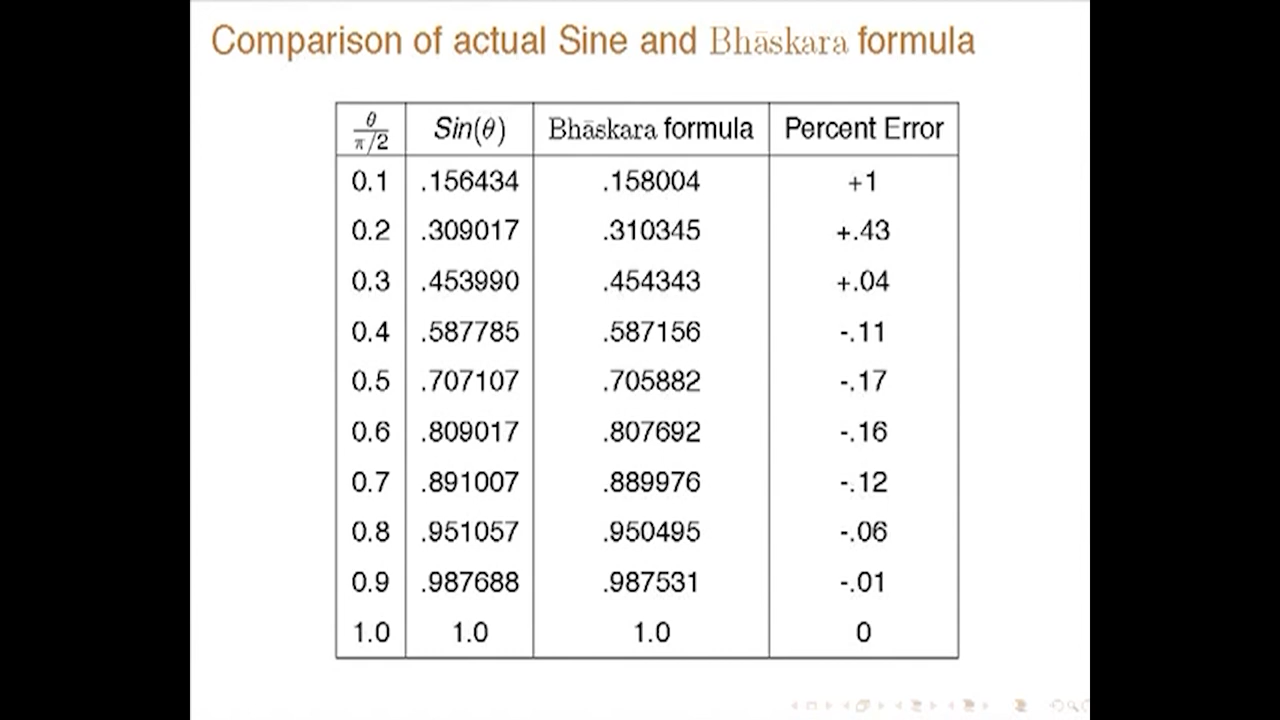 Comparison of actual Sine and Bhāskara formula
θ/π/2 Sin(θ) Bhāskara formula Percent Error
0.1 .156434 .158004 +1
0.2 .309017 .310345 +.43
0.3 .453990 .454343 +.04
0.4 .587785 .587156 -.11
0.5 .707107 .705882 -.17
0.6 .809017 .807692 -.16
0.7 .891007 .889976 -.12
0.8 .951057 .950495 -.06
0.9 .987688 .987531 -.01
1.0 1.0 1.0 0